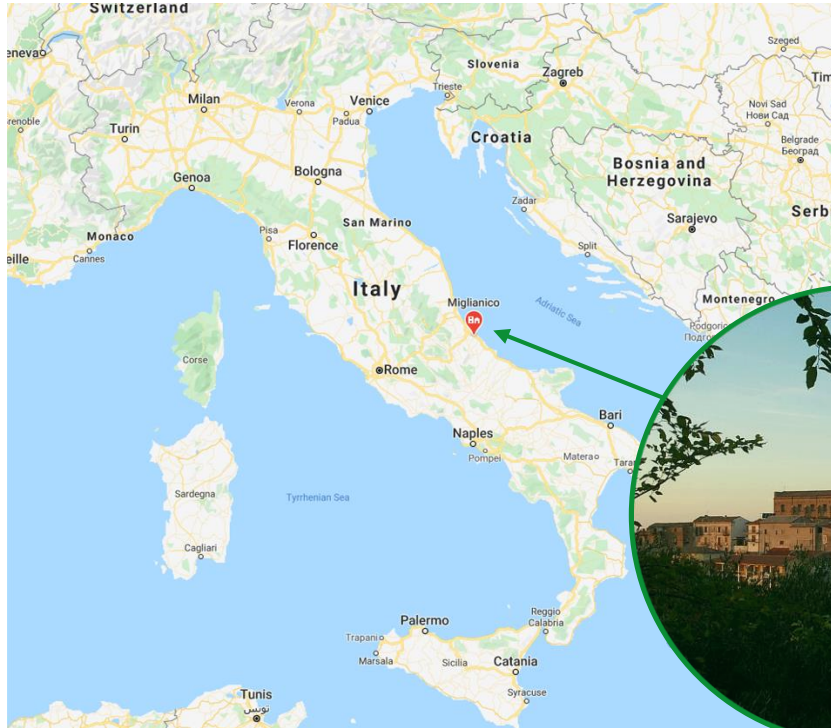 Switzerland
Geneva
Milan
Verona
Venice
Padua
Trieste
Slovenia
Zagreb
Szeged
Tim
Grenoble
Turin
Novi Sad
Нови Сад
Croatia
Belgrade
Београд
Genoa
Bologna
Bosnia and
Herzegovina
Serb
Monaco
Cannes
eille
Pisa
Florence
San Marino
Zadar
Split
Sarajevo
Italy
Miglianico
Adriatic Sea
Montenegro
Podgoric
Подгог
Corse
Rome
Bari
Naples
Pompei
Matera
Taran
Sardegna
Tyrrhenian Sea
Cagliari
Palermo
Reggio
Calabria
Trapani
Marsala
Sicilia
Catania
Syracuse
Tunis
تونس